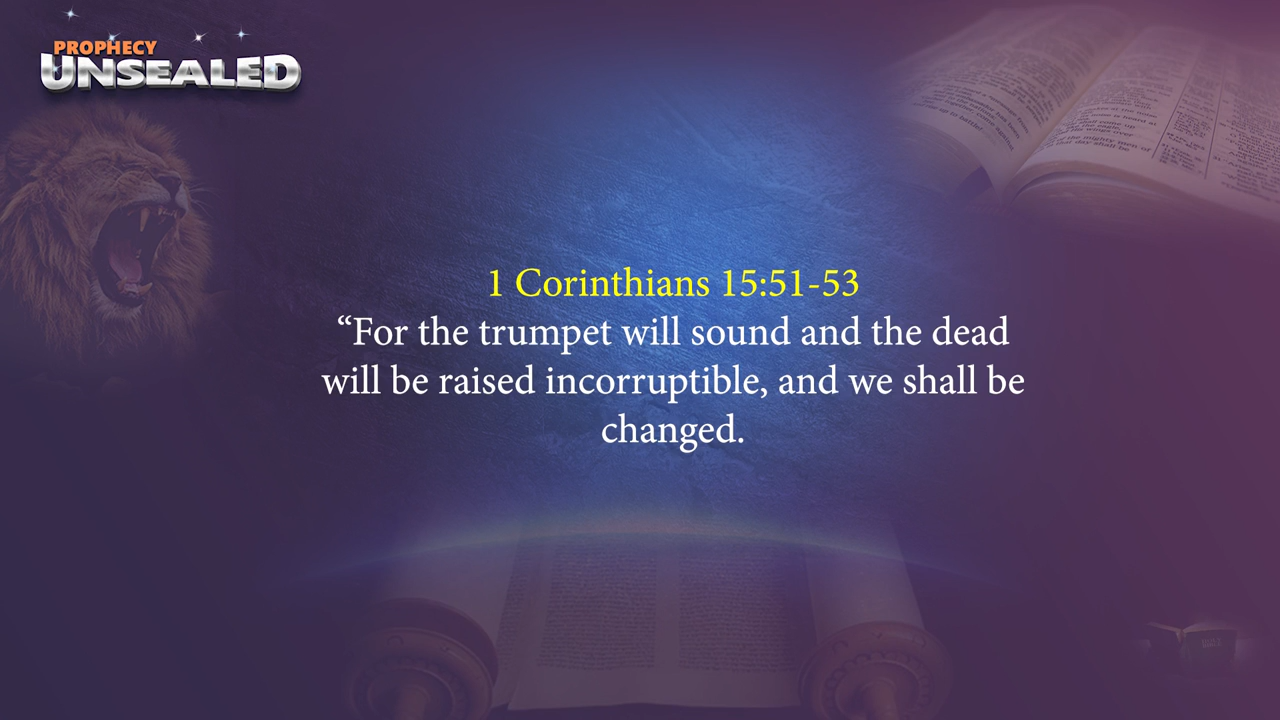 PROPHECY
UNSEALED
1 Corinthians 15:51-53
“For the trumpet will sound and the dead
will be raised incorruptible, and we shall be
changed.